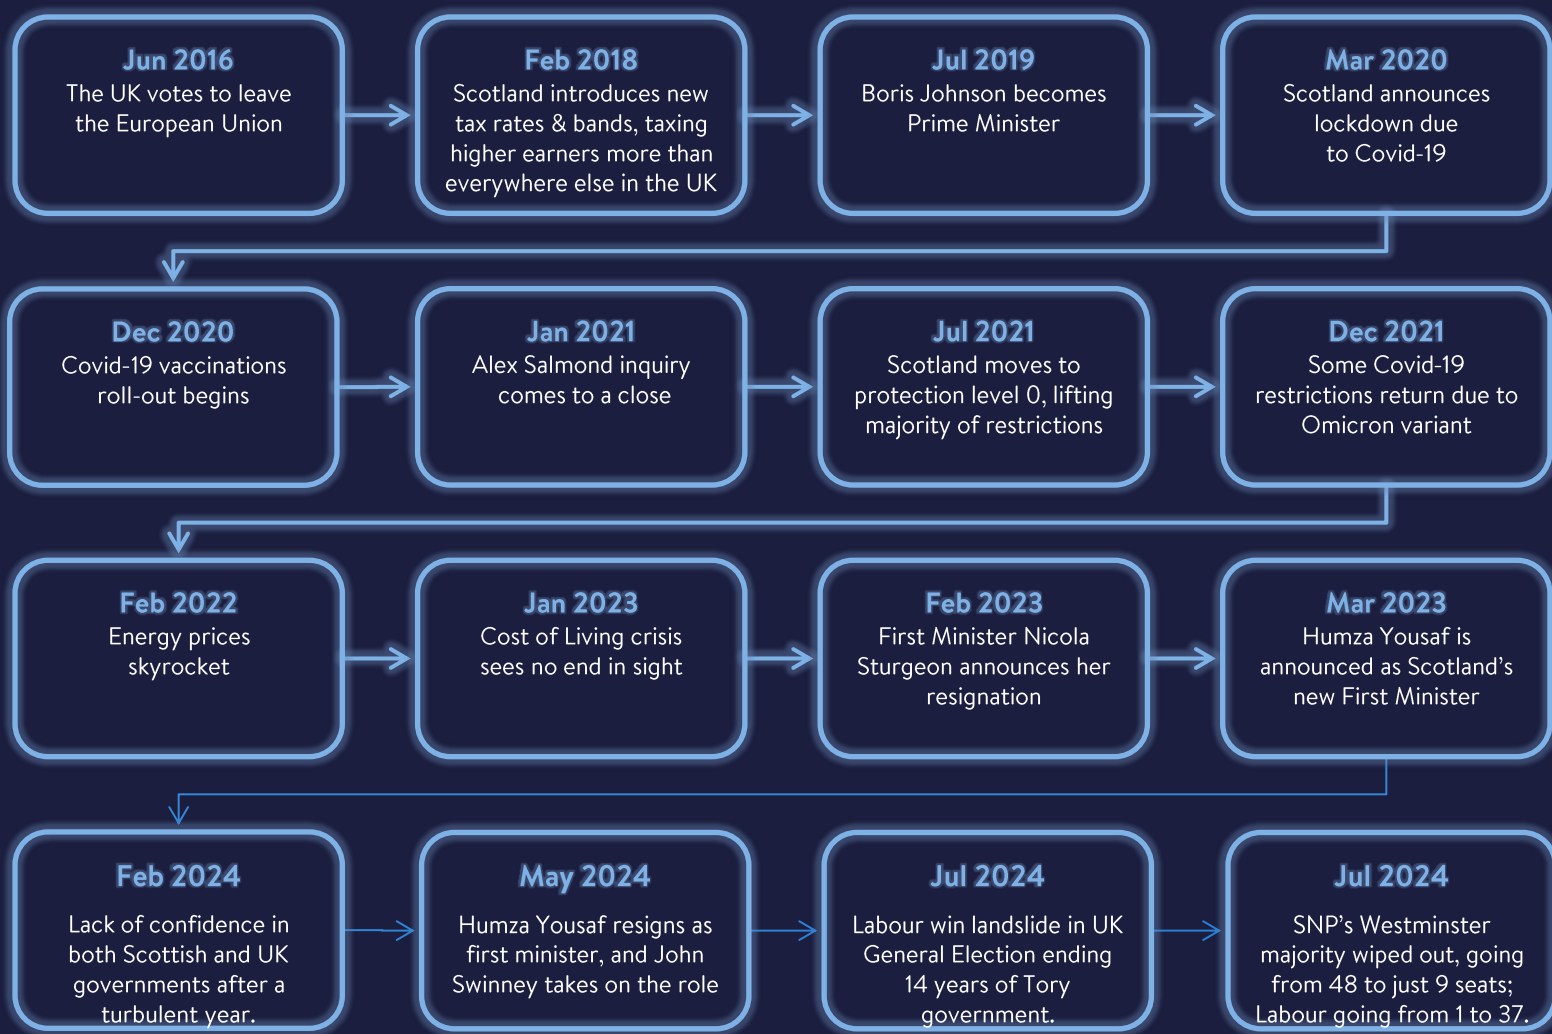 Jun 2016
The UK votes to leave
the European Union
Feb 2018
Scotland introduces new
tax rates & bands, taxing
higher earners more than
everywhere else in the UK
Jul 2019
Boris Johnson becomes
Prime Minister
Mar 2020
Scotland announces
lockdown due
to Covid-19
Dec 2020
Covid-19 vaccinations
roll-out begins
Jan 2021
Alex Salmond inquiry
comes to a close
Jul 2021
Scotland moves to
protection level 0, lifting
majority of restrictions
Dec 2021
Some Covid-19
restrictions return due to
Omicron variant
Feb 2022
Energy prices
skyrocket
Jan 2023
Cost of Living crisis
sees no end in sight
Feb 2023
First Minister Nicola
Sturgeon announces her
resignation
Mar 2023
Humza Yousaf is
announced as Scotland's
new First Minister
Feb 2024
Lack of confidence in
both Scottish and UK
governments after a
turbulent year.
May 2024
Humza Yousaf resigns as
first minister, and John
Swinney takes on the role
Jul 2024
Labour win landslide in UK
General Election ending
14 years of Tory
government.
Jul 2024
SNP's Westminster
majority wiped out, going
from 48 to just 9 seats;
Labour going from 1 to 37.